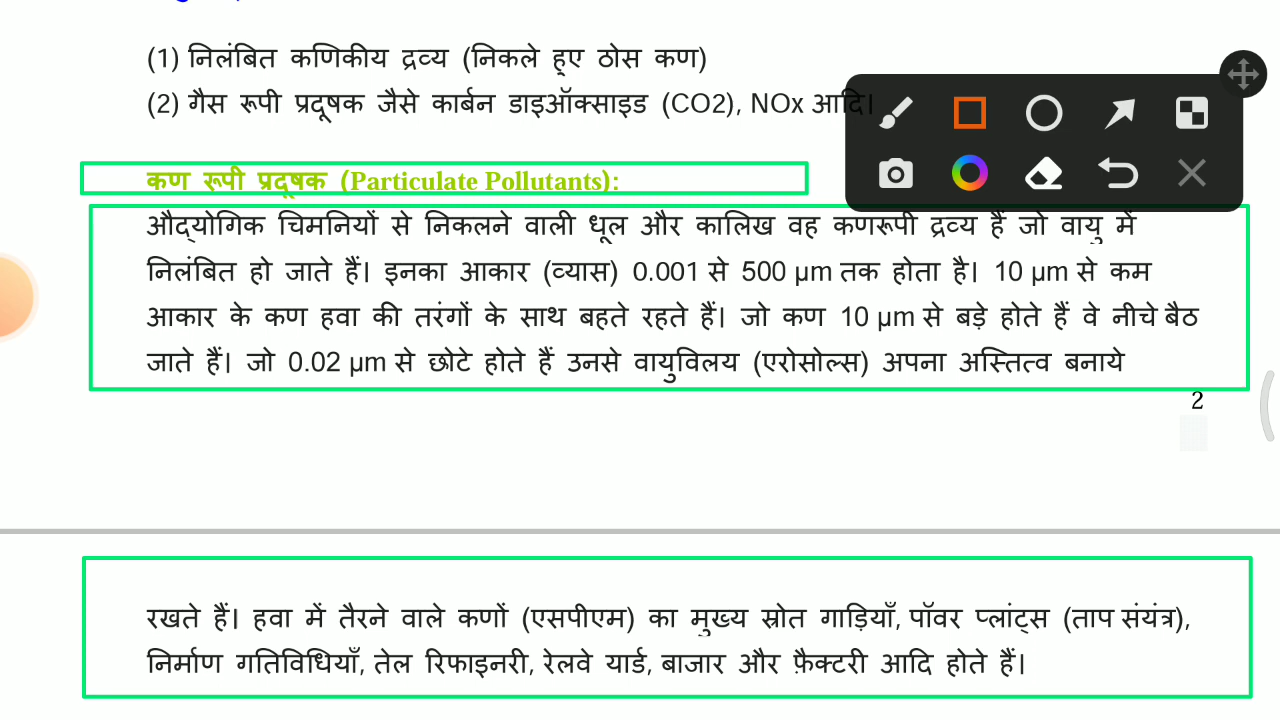 (1) निलंबित कणिकीय द्रव्य (निकले हुए ठोस कण)
(2) गैस रूपी प्रदूषक जैसे कार्बन डाइऑक्साइड (CO2), NOx आदि।
कण रूपी प्रदूषक (Particulate Pollutants):
औद्योगिक चिमनियों से निकलने वाली धूल और कालिख वह कणरूपी द्रव्य हैं जो वायु में
निलंबित हो जाते हैं। इनका आकार (व्यास) 0.001 से 500 µm तक होता है। 10 µm से कम
आकार के कण हवा की तरंगों के साथ बहते रहते हैं। जो कण 10 µm से बड़े होते हैं वे नीचे बैठ
जाते हैं। जो 0.02 µm से छोटे होते हैं उनसे वायुविलय (एरोसोल्स) अपना अस्तित्व बनाये
2
रखते हैं। हवा में तैरने वाले कणों (एसपीएम) का मुख्य स्रोत गाड़ियाँ, पॉवर प्लांट्स (ताप संयंत्र),
निर्माण गतिविधियाँ, तेल रिफाइनरी, रेलवे यार्ड, बाजार और फ़ैक्टरी आदि होते हैं।